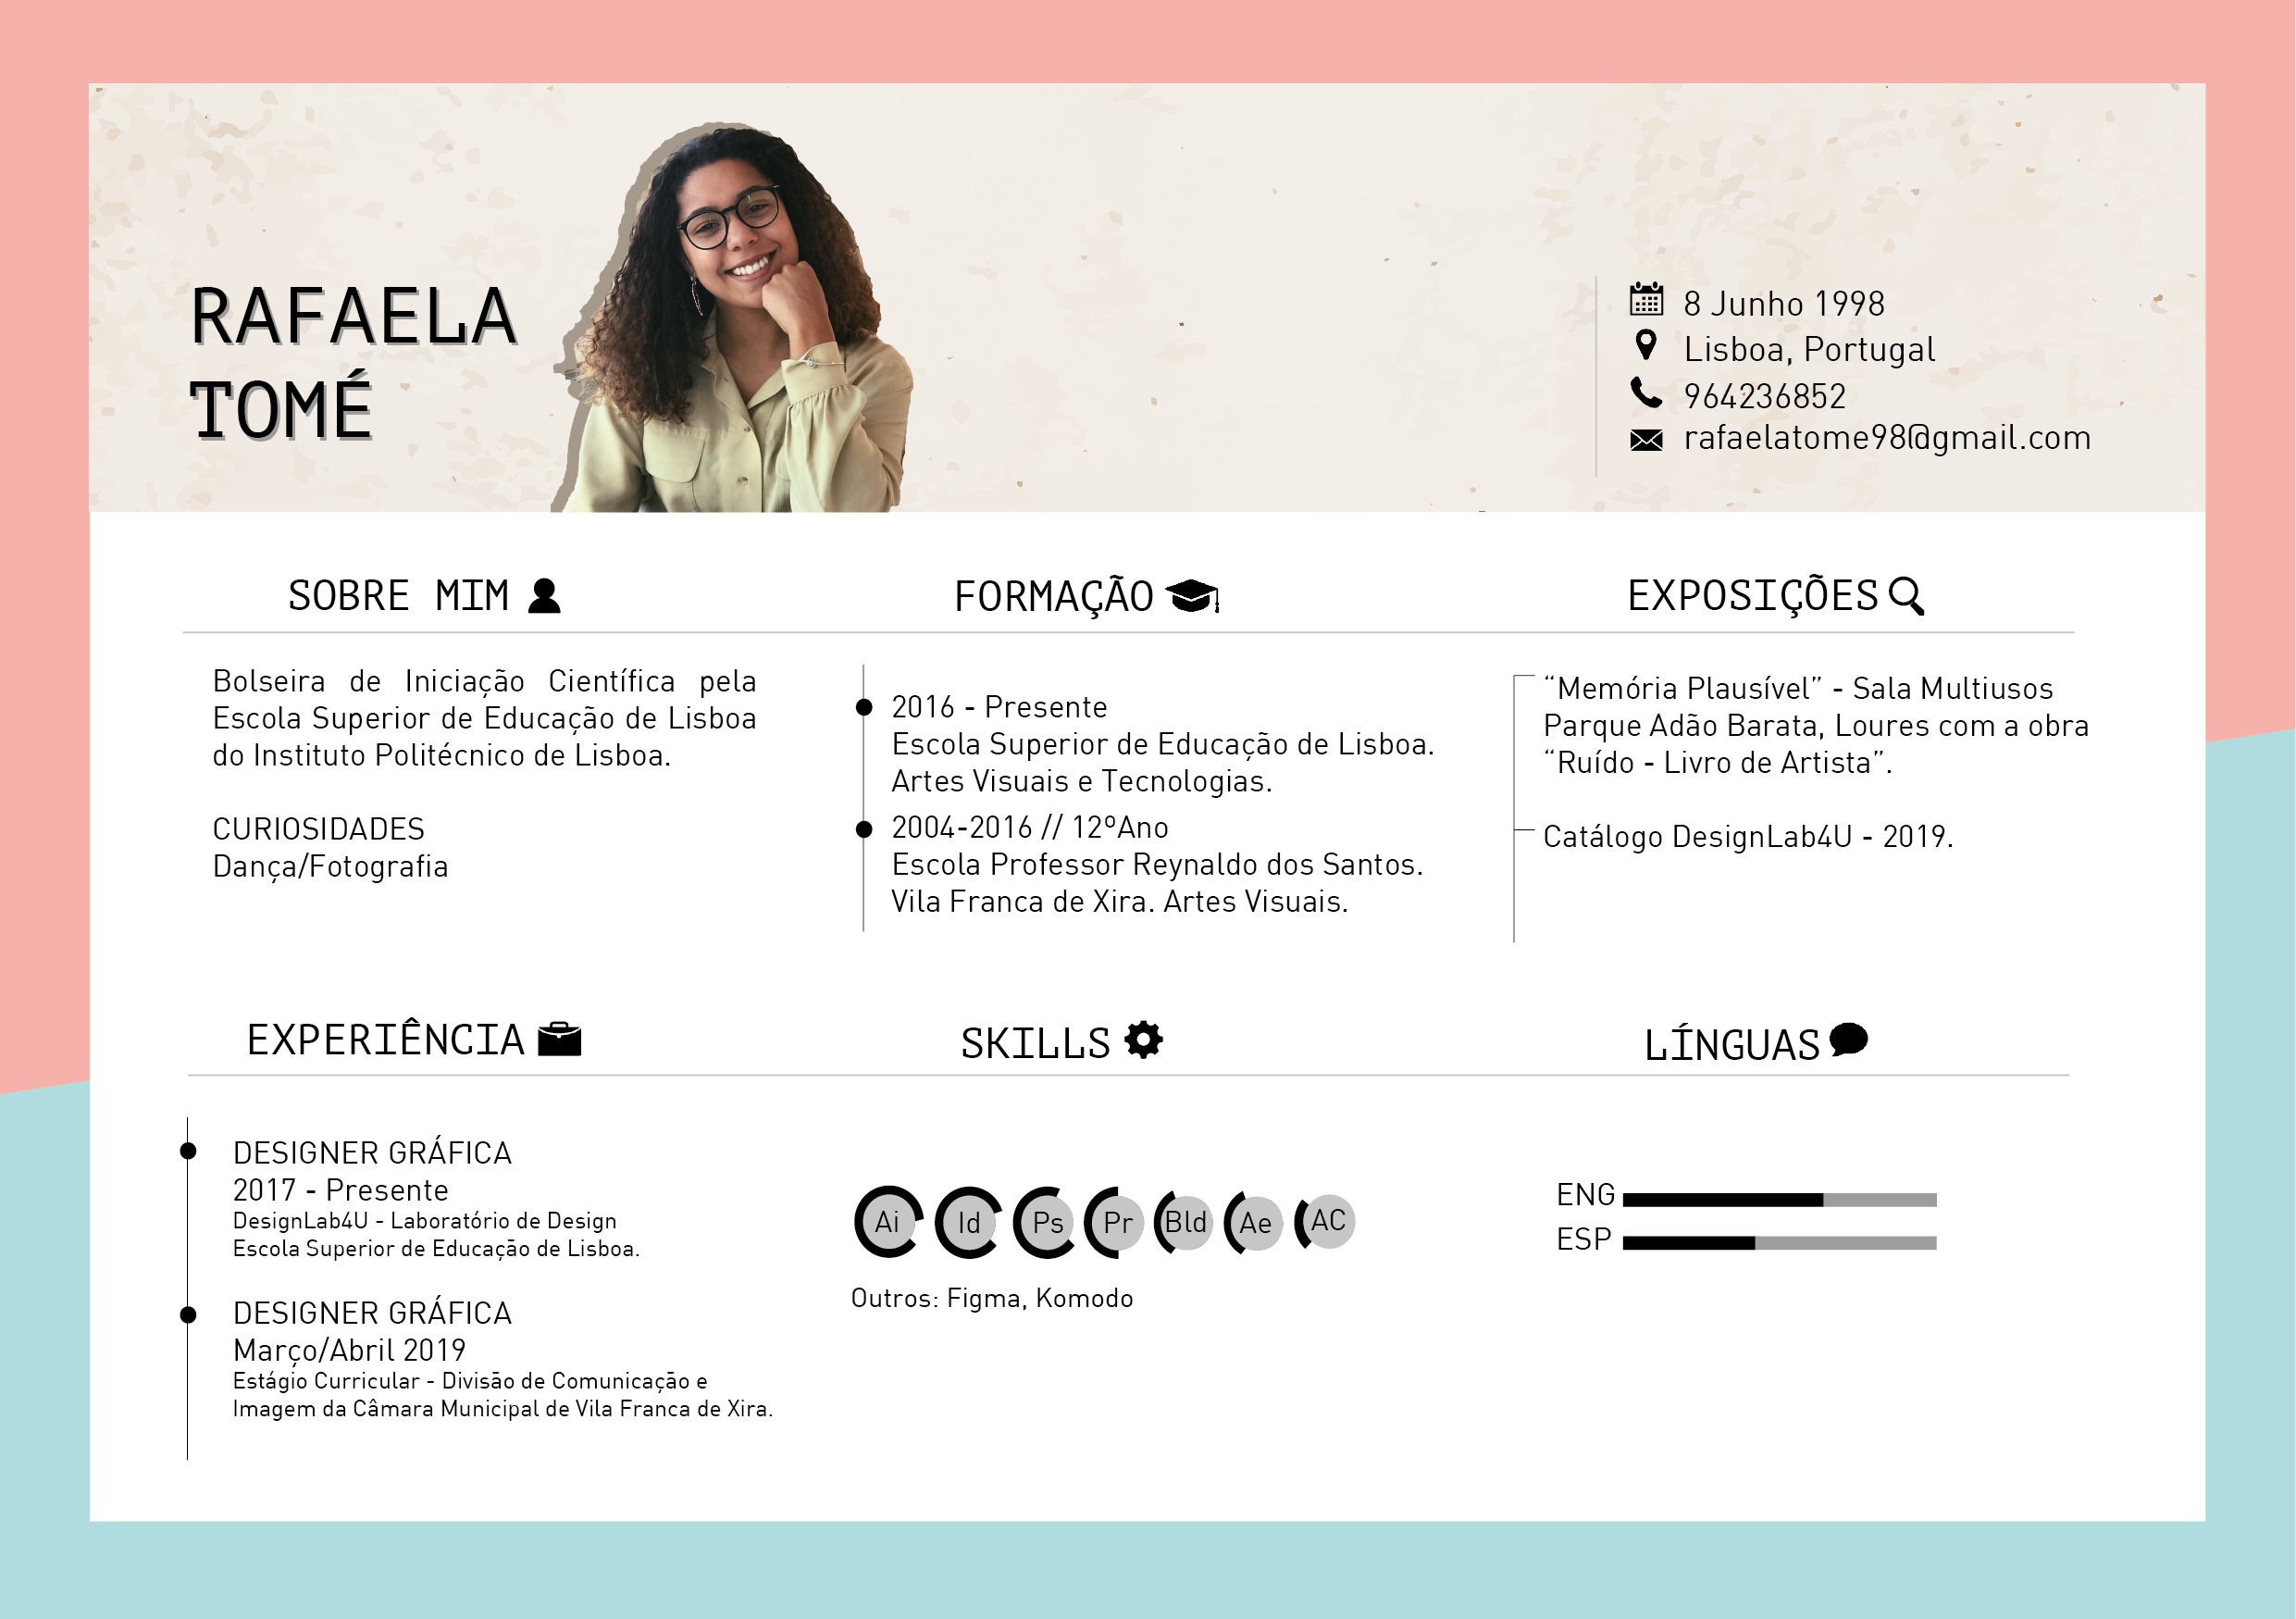 RAFAELA
TOMÉ
8 Junho 1998
Lisboa, Portugal
964236852
rafaelatome98@gmail.com
SOBRE MIM
Bolseira de Iniciação Científica pela
Escola Superior de Educação de Lisboa
do Instituto Politécnico de Lisboa.
CURIOSIDADES
Dança/Fotografia
FORMAÇÃO
2016 - Presente
Escola Superior de Educação de Lisboa.
Artes Visuais e Tecnologias.
2004-2016 // 12ºAno
Escola Professor Reynaldo dos Santos.
Vila Franca de Xira. Artes Visuais.
EXPOSIÇÕES
“Memória Plausível” - Sala Multiusos
Parque Adão Barata, Loures com a obra
“Ruído - Livro de Artista”.
Catálogo DesignLab4U - 2019.
EXPERIÊNCIA
DESIGNER GRÁFICA
2017 - Presente
DesignLab4U - Laboratório de Design
Escola Superior de Educação de Lisboa.
DESIGNER GRÁFICA
Março/Abril 2019
Estágio Curricular - Divisão de Comunicação e
Imagem da Câmara Municipal de Vila Franca de Xira.
SKILLS
Ai Id Ps Pr Bld Ae AC
Outros: Figma, Komodo
LÍNGUAS
ENG
ESP